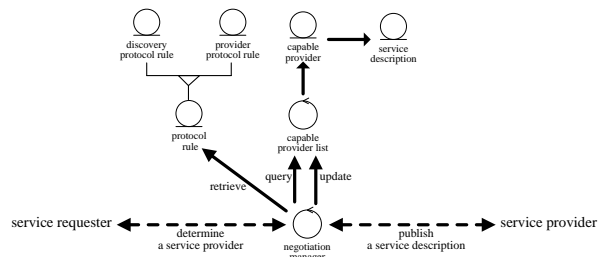 discovery
protocol rule
provider
protocol rule
capable
provider
service
description
protocol
rule
capable
provider list
query
update
retrieve
service requester
determine
a service provider
negotiation
manager
publish
a service description
service provider